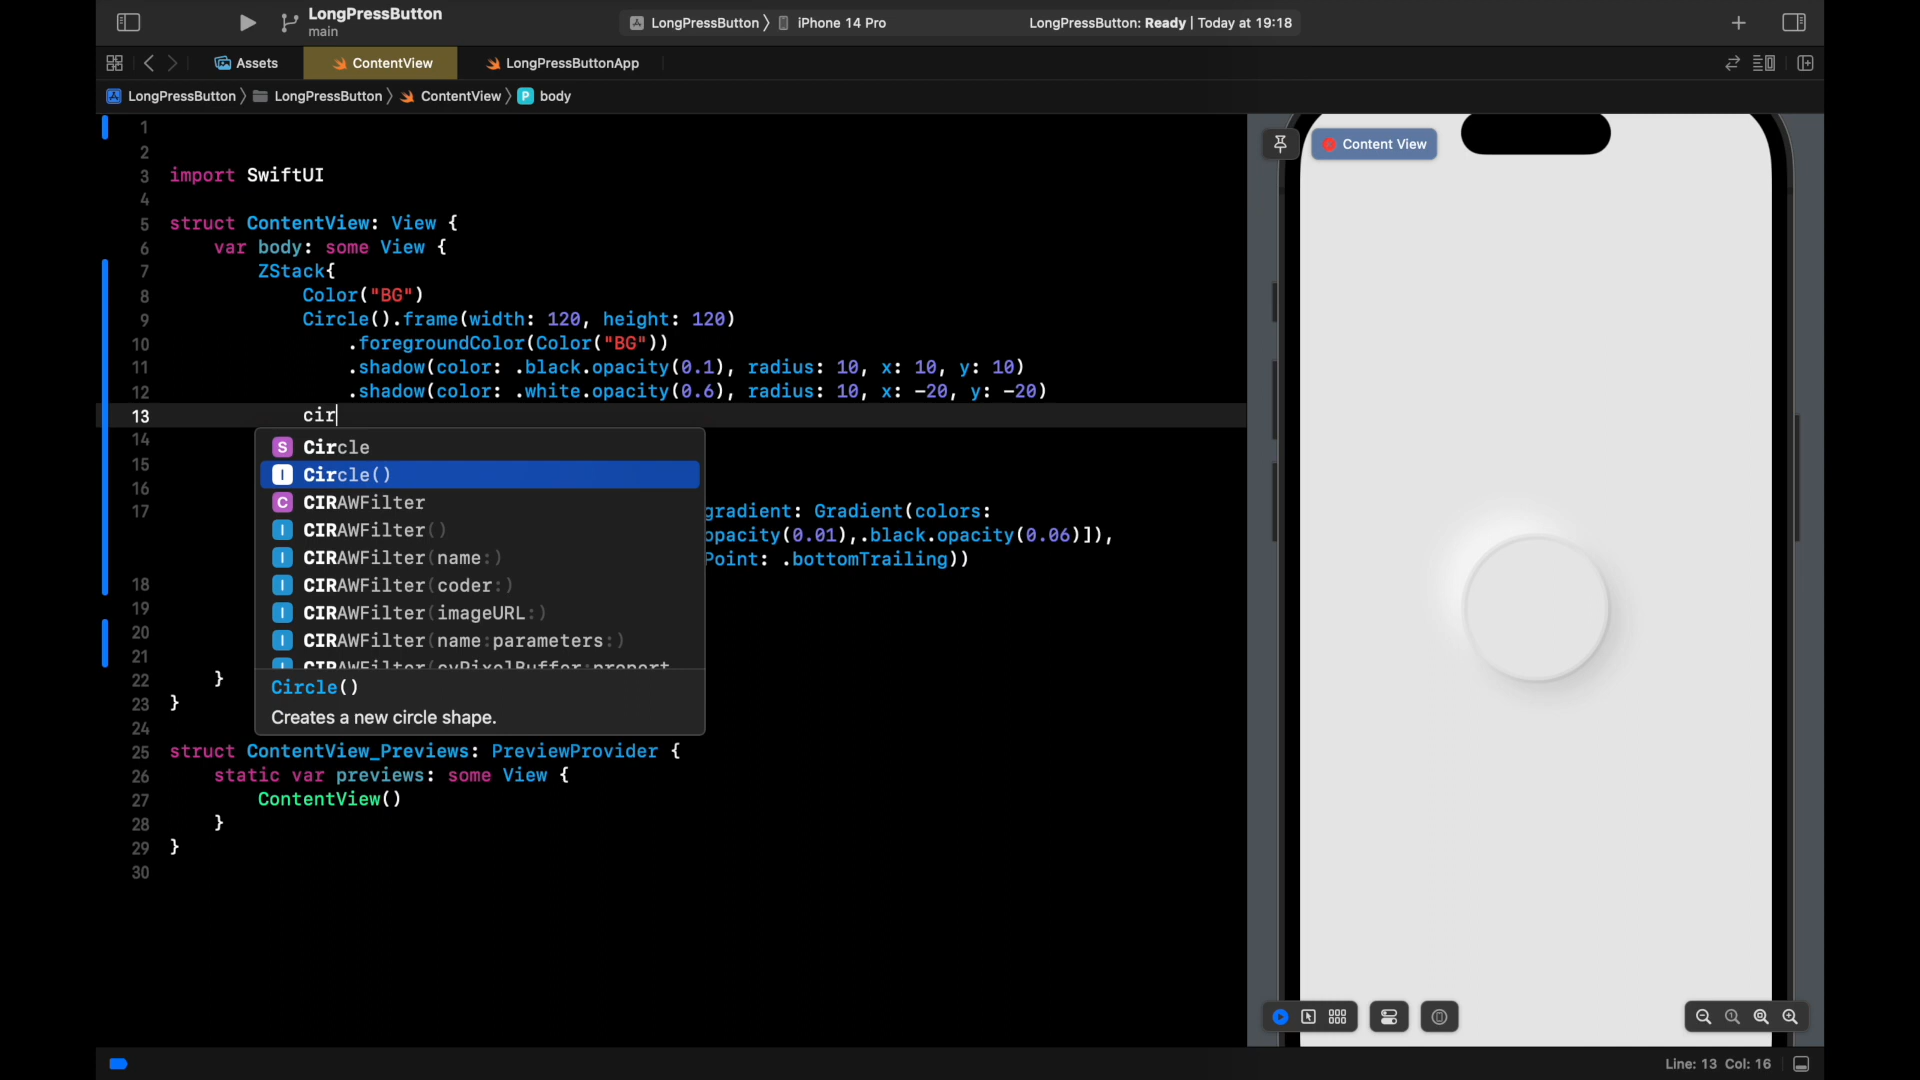 LongPressButton
main
LongPressButton 〉 iPhone 14 Pro
LongPressButton: Ready | Today at 19:18
Assets
ContentView
LongPressButtonApp
LongPressButton 〉 LongPressButton 〉 ContentView 〉 P body
1
2
3 import SwiftUI
4
5 struct ContentView: View {
6 var body: some View {
7 ZStack{
8 Color("BG")
9 Circle().frame(width: 120, height: 120)
10 .foregroundColor(Color("BG"))
11 .shadow(color: .black.opacity(0.1), radius: 10, x: 10, y: 10)
12 .shadow(color: .white.opacity(0.6), radius: 10, x: -20, y: -20)
13 cir
14
15
16
17 gradient: Gradient(colors:
opacity(0.01),.black.opacity(0.06)]),
Point: .bottomTrailing))
18
19
20
21
22 }
23 }
24
25 struct ContentView_Previews: PreviewProvider {
26 static var previews: some View {
27 ContentView()
28 }
29 }
30
S Circle
I Circle()
C CIRAWFilter
I CIRAWFilter()
I CIRAWFilter(name:)
I CIRAWFilter(coder:)
I CIRAWFilter(imageURL:)
I CIRAWFilter(name:parameters:)
Circle()
Creates a new circle shape.
Content View
Line: 13 Col: 16